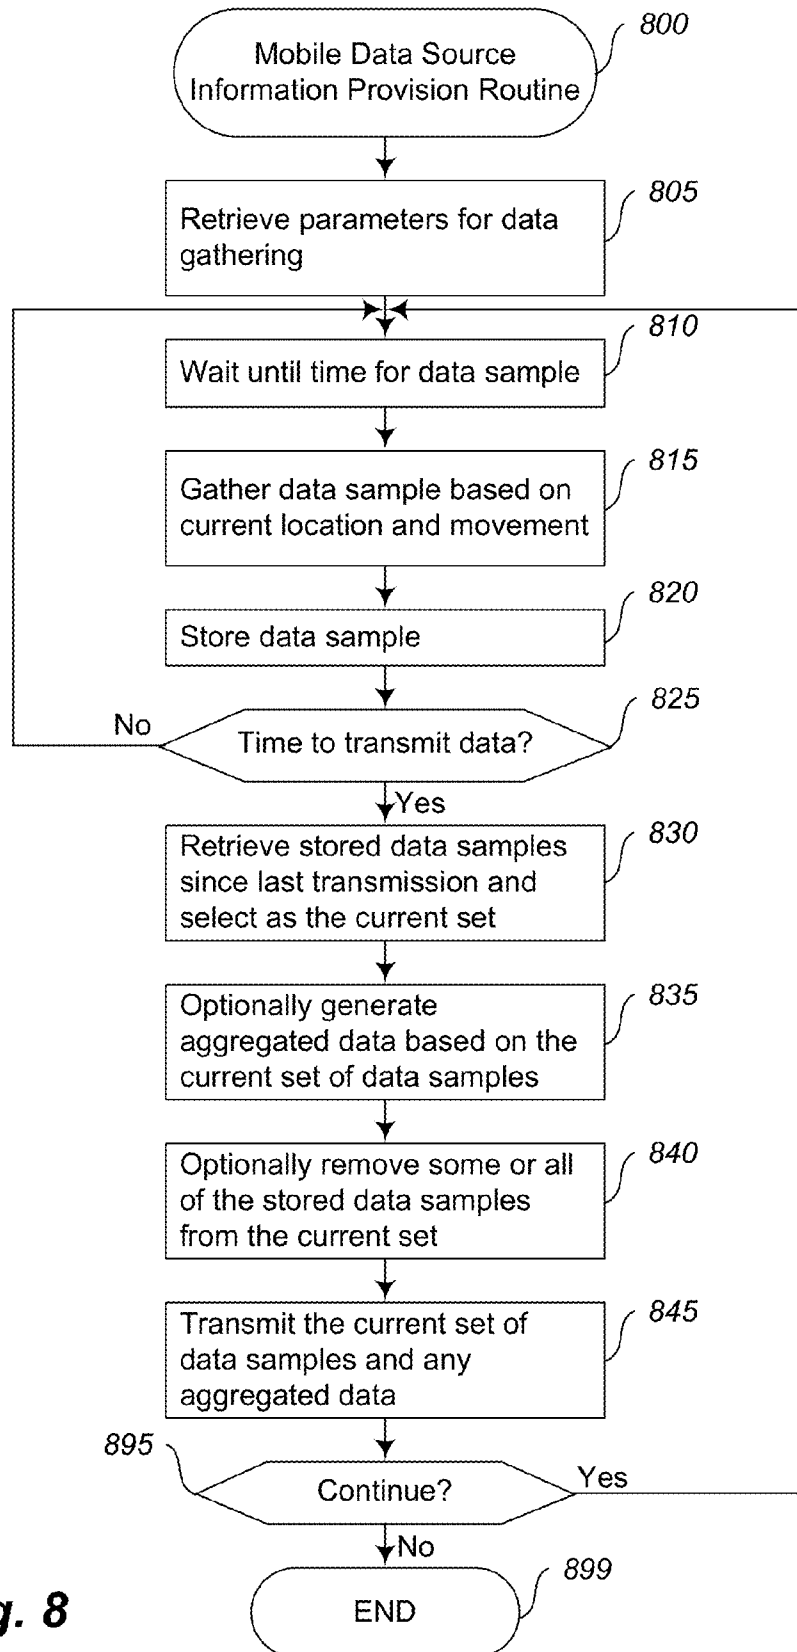 Mobile Data Source
Information Provision Routine
800
Retrieve parameters for data
gathering
805
Wait until time for data sample
810
Gather data sample based on
current location and movement
815
Store data sample
820
Time to transmit data?
825
No
Yes
Retrieve stored data samples
since last transmission and
select as the current set
830
Optionally generate
aggregated data based on the
current set of data samples
835
Optionally remove some or all
of the stored data samples
from the current set
840
Transmit the current set of
data samples and any
aggregated data
845
895
Continue?
Yes
No
END
899
g. 8